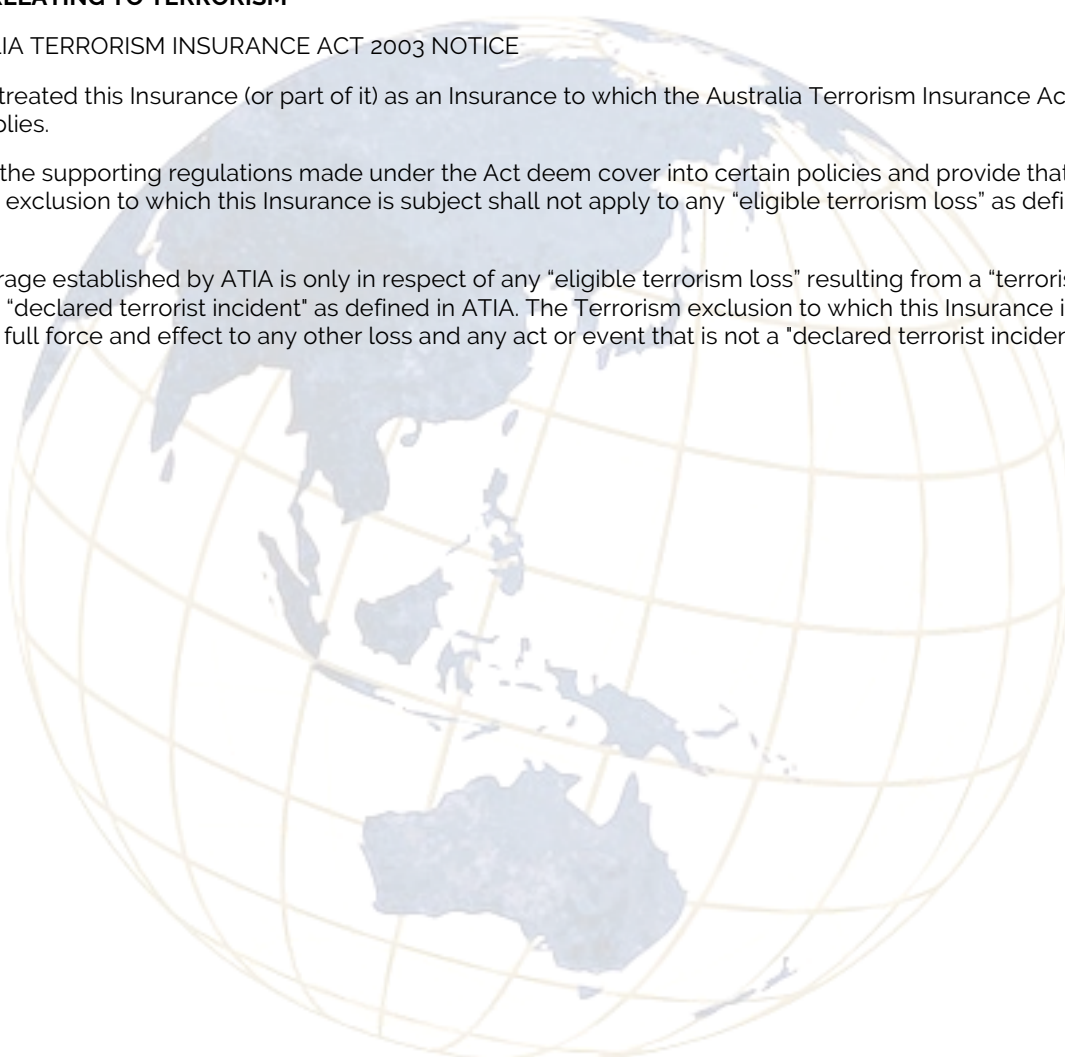 RELATING TO TERRORISM
LIA TERRORISM INSURANCE ACT 2003 NOTICE
treated this Insurance (or part of it) as an Insurance to which the Australia Terrorism Insurance Ac
plies.
the supporting regulations made under the Act deem cover into certain policies and provide that
exclusion to which this Insurance is subject shall not apply to any “eligible terrorism loss” as defi
rage established by ATIA is only in respect of any “eligible terrorism loss” resulting from a “terroris
“declared terrorist incident" as defined in ATIA. The Terrorism exclusion to which this Insurance i
full force and effect to any other loss and any act or event that is not a "declared terrorist inciden